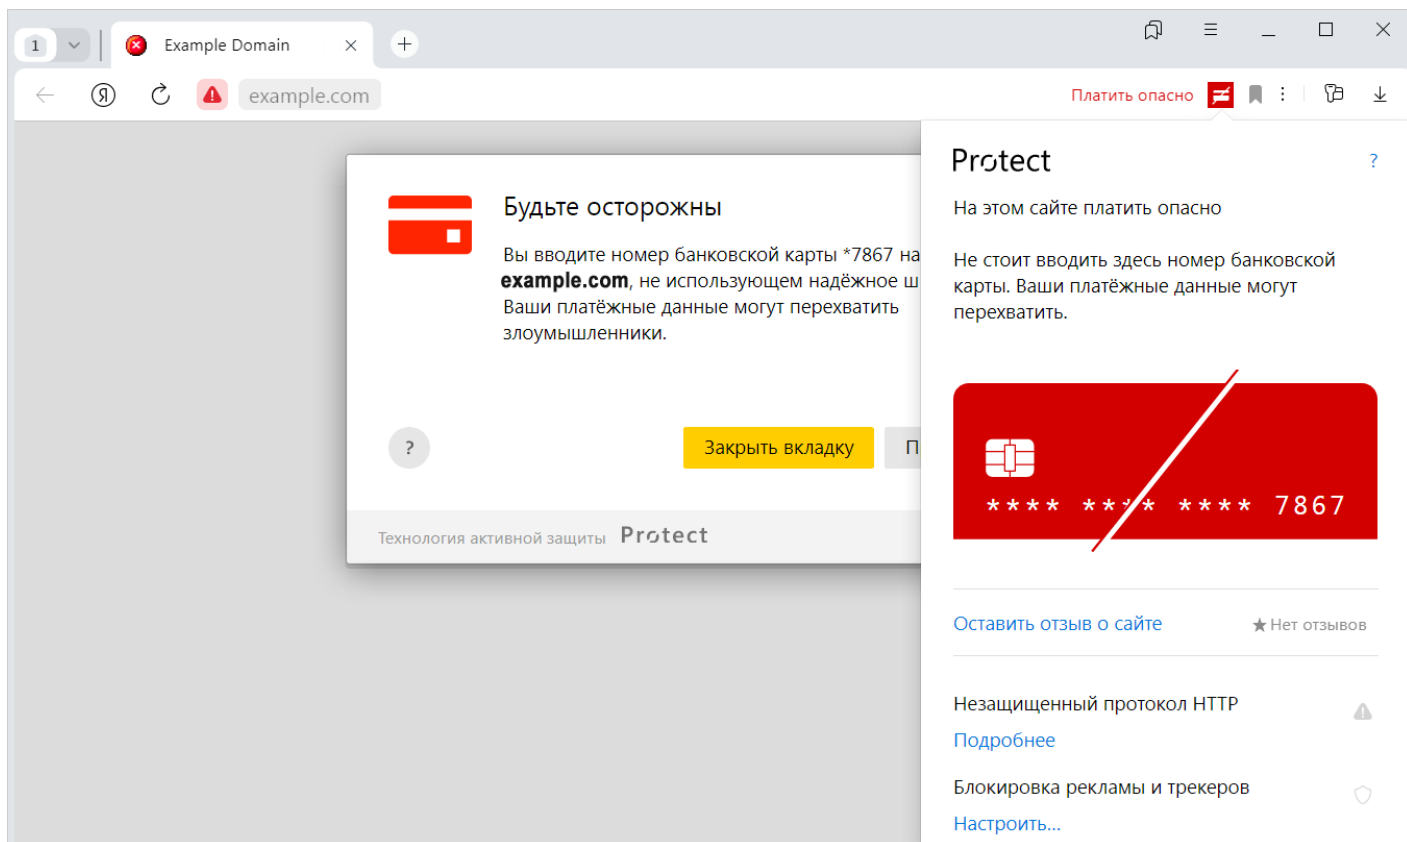 1
Example Domain
example.com
Платить опасно
Будьте осторожны
Вы вводите номер банковской карты *7867 на
example.com, не использующем надёжное ш
Ваши платёжные данные могут перехватить
злоумышленники.
?
Закрыть вкладку
П
Технология активной защиты Protect
Protect
?
На этом сайте платить опасно
Не стоит вводить здесь номер банковской
карты. Ваши платёжные данные могут
перехватить.
**** **** **** 7867
Оставить отзыв о сайте
Нет отзывов
Незащищенный протокол HTTP
Подробнее
Блокировка рекламы и трекеров
Настроить...